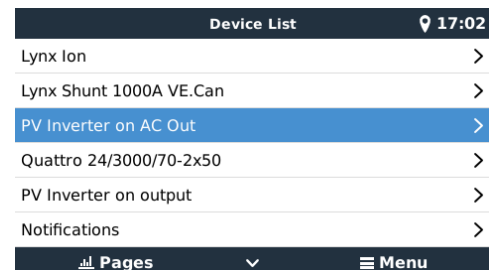 Device List 17:02
Lynx Ion
Lynx Shunt 1000A VE.Can
PV Inverter on AC Out
Quattro 24/3000/70-2x50
PV Inverter on output
Notifications
Pages Menu